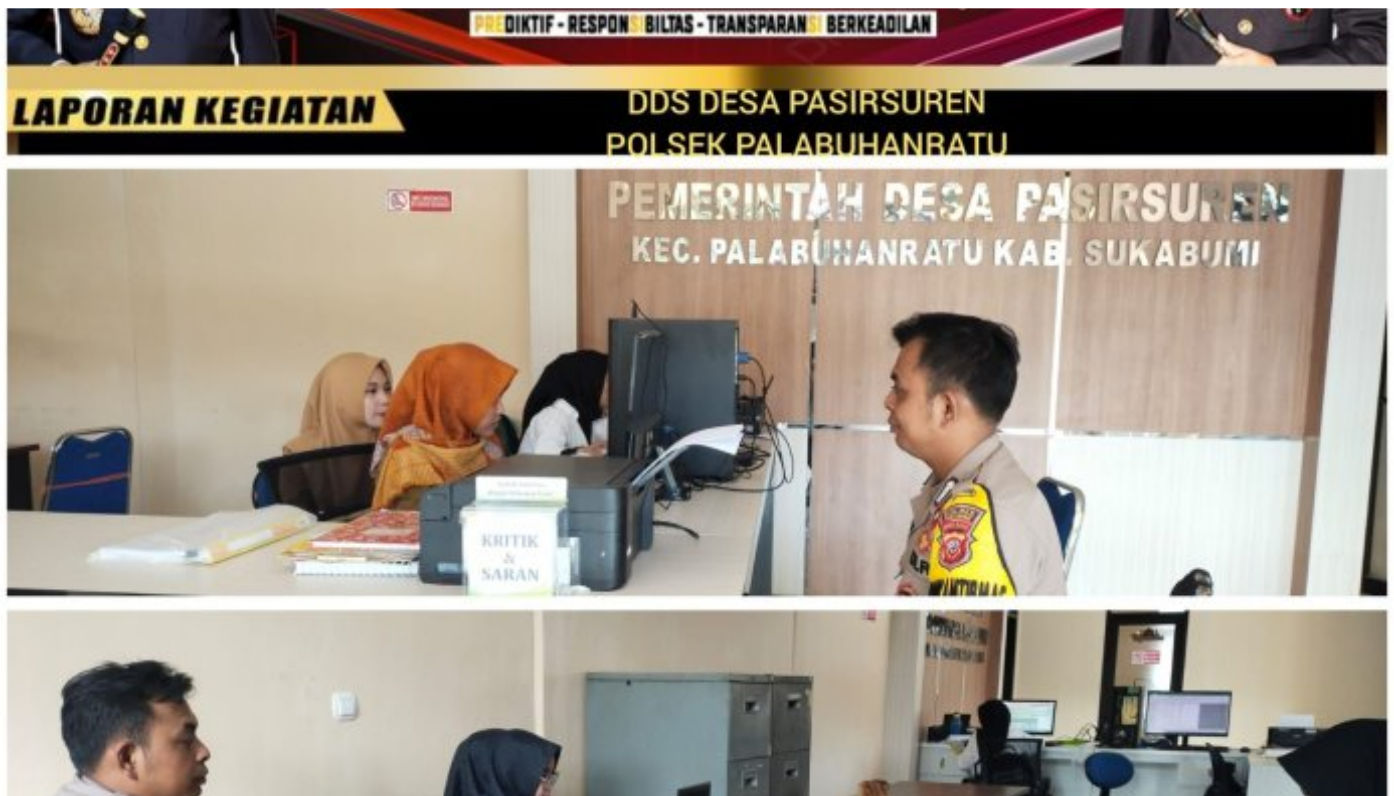 PREDIKTIF - RESPONSIBILTAS - TRANSPARANSI BERKEADILAN
LAPORAN KEGIATAN
DDS DESA PASIRSUREN
POLSEK PALABUHANRATU
PEMERINTAH DESA PASIRSUREN
KEC. PALABUHANRATU KAB. SUKABUMI
KRITIK
&
SARAN